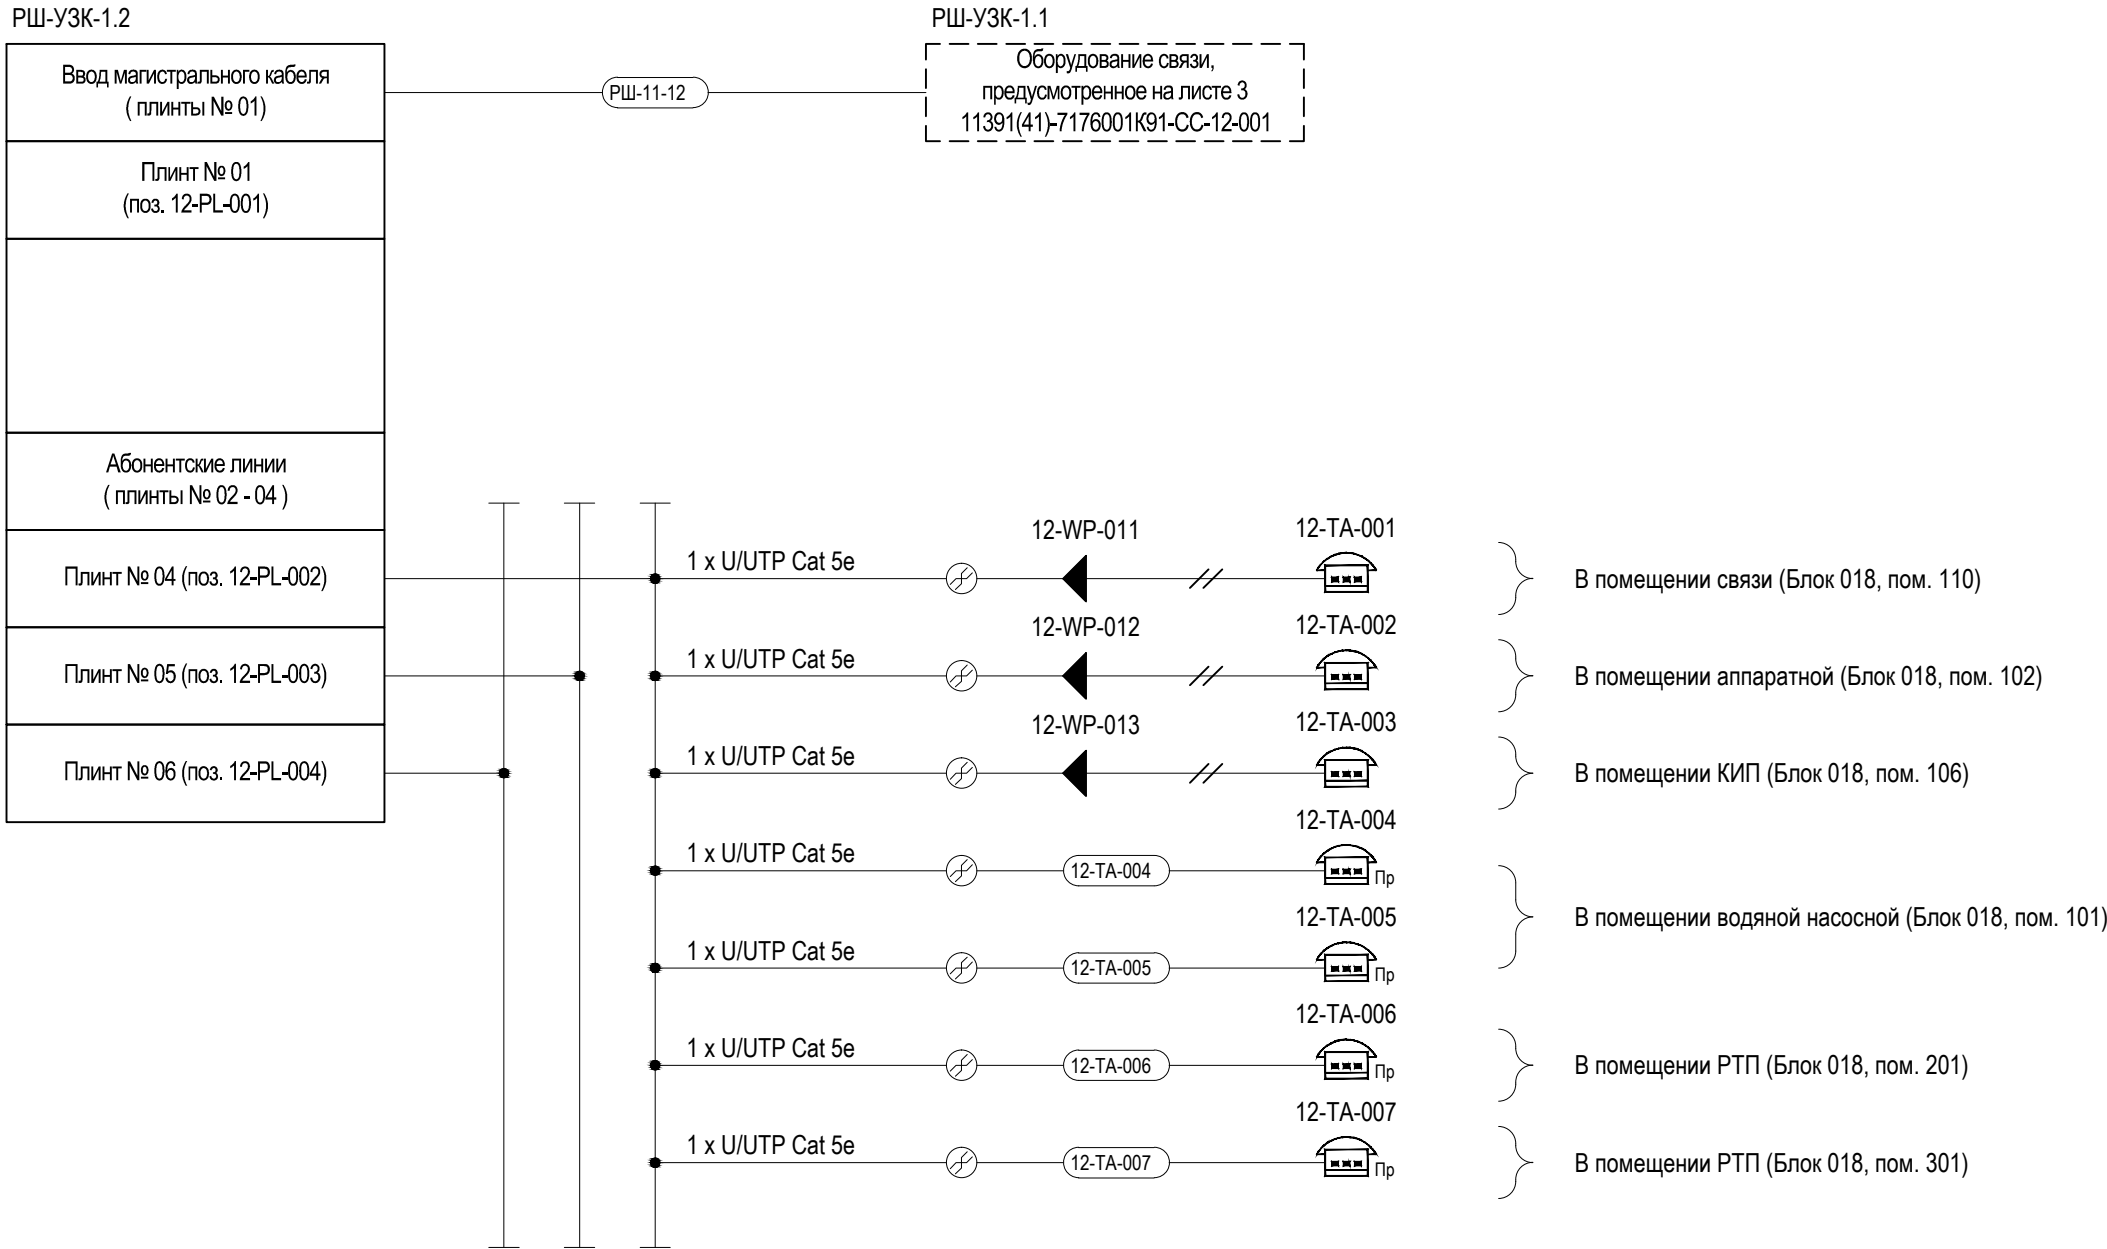 РШ-УЗК-1.2
РШ-УЗК-1.1
Ввод магистрального кабеля
( плинты № 01)
РШ-11-12
Оборудование связи,
предусмотренное на листе 3
11391(41)-7176001К91-СС-12-001
Плинт № 01
(поз. 12-PL-001)
Абонентские линии
( плинты № 02 - 04 )
Плинт № 04 (поз. 12-PL-002)
1 x U/UTP Cat 5e
12-WP-011
12-TA-001
В помещении связи (Блок 018, пом. 110)
Плинт № 05 (поз. 12-PL-003)
1 x U/UTP Cat 5e
12-WP-012
12-TA-002
В помещении аппаратной (Блок 018, пом. 102)
Плинт № 06 (поз. 12-PL-004)
1 x U/UTP Cat 5e
12-WP-013
12-TA-003
В помещении КИП (Блок 018, пом. 106)
1 x U/UTP Cat 5e
12-TA-004
12-TA-004
Пр
1 x U/UTP Cat 5e
12-TA-005
12-TA-005
Пр
В помещении водяной насосной (Блок 018, пом. 101)
1 x U/UTP Cat 5e
12-TA-006
12-TA-006
Пр
В помещении РТП (Блок 018, пом. 201)
1 x U/UTP Cat 5e
12-TA-007
12-TA-007
Пр
В помещении РТП (Блок 018, пом. 301)